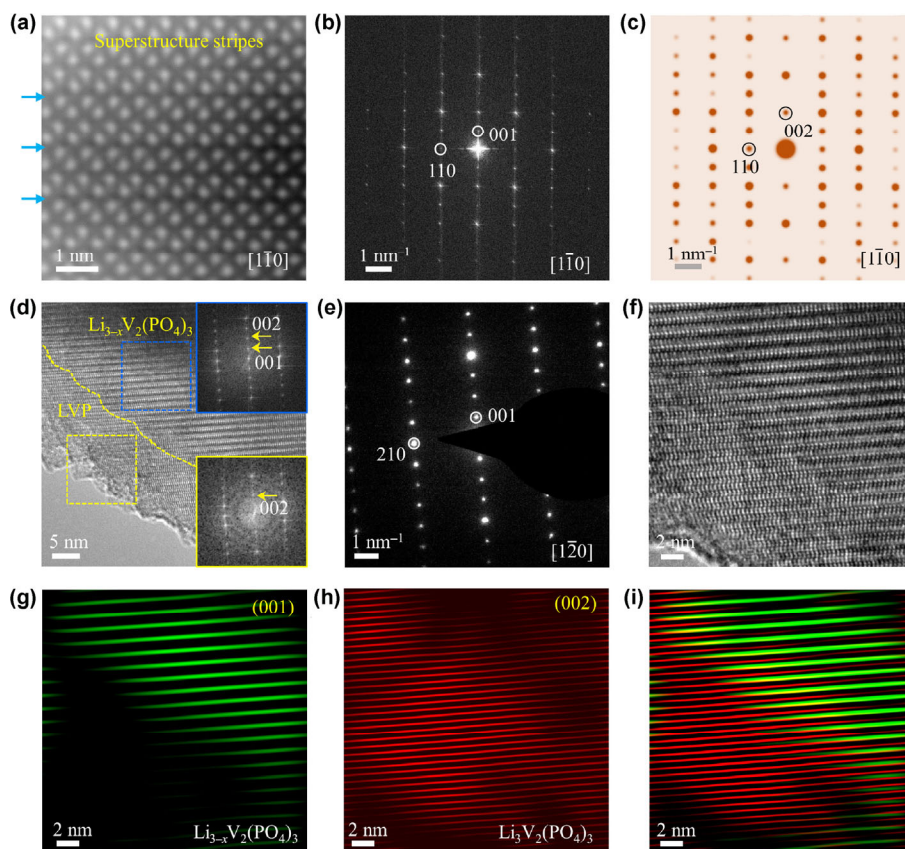 (a)
Superstructure stripes
1 nm
[11̄0]
(b)
001
110
1 nm⁻¹
[11̄0]
(c)
002
110
1 nm⁻¹
[11̄0]
(d)
Li₃₋ₓV₂(PO₄)₃
LVP
5 nm
002
001
002
(e)
001
210
1 nm⁻¹
[12̄0]
(f)
2 nm
(g)
(001)
2 nm
Li₃₋ₓV₂(PO₄)₃
(h)
(002)
2 nm
Li₃V₂(PO₄)₃
(i)
2 nm